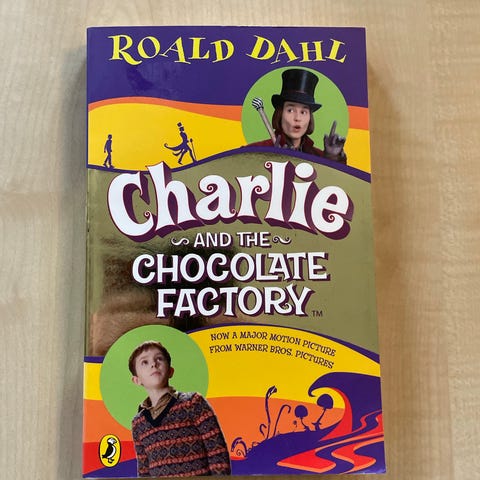 ROALD DAHL
Charlie
AND THE
CHOCOLATE
FACTORY™
NOW A MAJOR MOTION PICTURE
FROM WARNER BROS. PICTURES